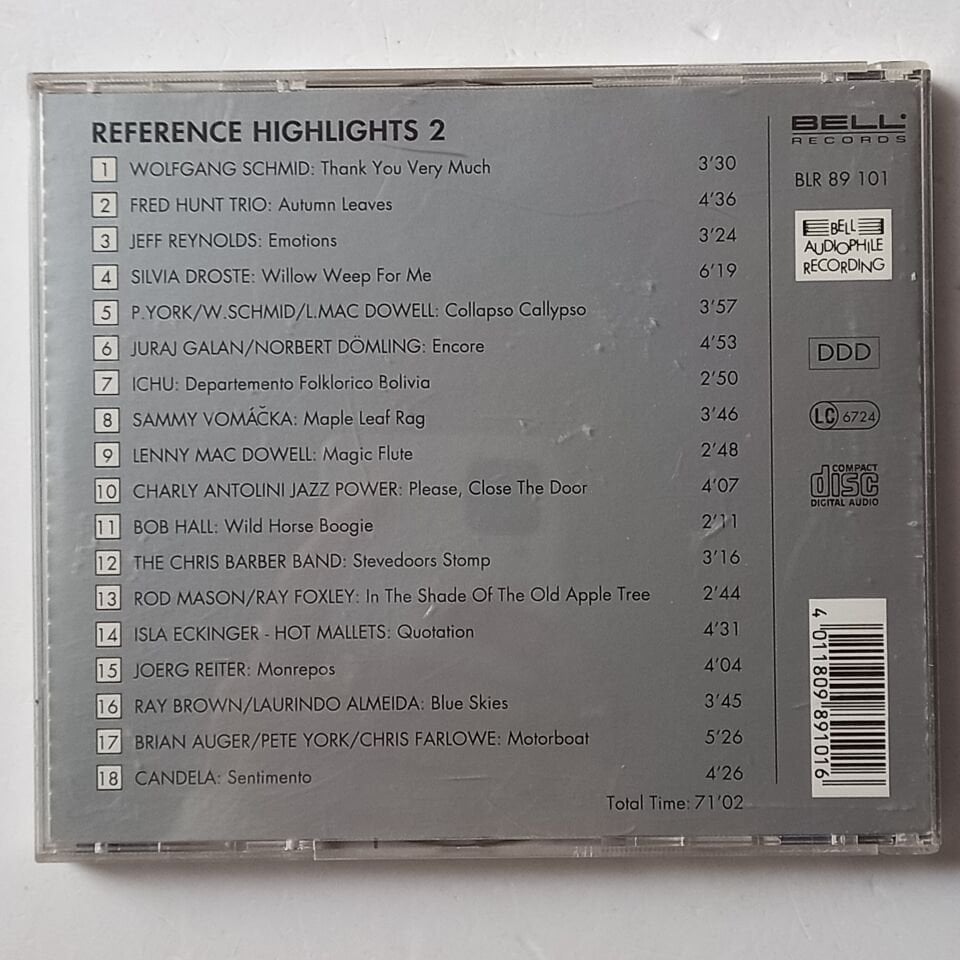 REFERENCE HIGHLIGHTS 2
1 WOLFGANG SCHMID: Thank You Very Much 3'30
2 FRED HUNT TRIO: Autumn Leaves 4'36
3 JEFF REYNOLDS: Emotions 3'24
4 SILVIA DROSTE: Willow Weep For Me 6'19
5 P.YORK/W.SCHMID/L.MAC DOWELL: Collapso Callypso 3'57
6 JURAJ GALAN/NORBERT DÖMLING: Encore 4'53
7 ICHU: Departemento Folklorico Bolivia 2'50
8 SAMMY VOMÁČKA: Maple Leaf Rag 3'46
9 LENNY MAC DOWELL: Magic Flute 2'48
10 CHARLY ANTOLINI JAZZ POWER: Please, Close The Door 4'07
11 BOB HALL: Wild Horse Boogie 2'11
12 THE CHRIS BARBER BAND: Stevedoors Stomp 3'16
13 ROD MASON/RAY FOXLEY: In The Shade Of The Old Apple Tree 2'44
14 ISLA ECKINGER - HOT MALLETS: Quotation 4'31
15 JOERG REITER: Monrepos 4'04
16 RAY BROWN/LAURINDO ALMEIDA: Blue Skies 3'45
17 BRIAN AUGER/PETE YORK/CHRIS FARLOWE: Motorboat 5'26
18 CANDELA: Sentimento 4'26
Total Time: 71'02
BELL
RECORDS
BLR 89 101
BELL
AUDIOPHILE
RECORDING
DDD
LC 6724
COMPACT
disc
DIGITAL AUDIO
4 011809 891016